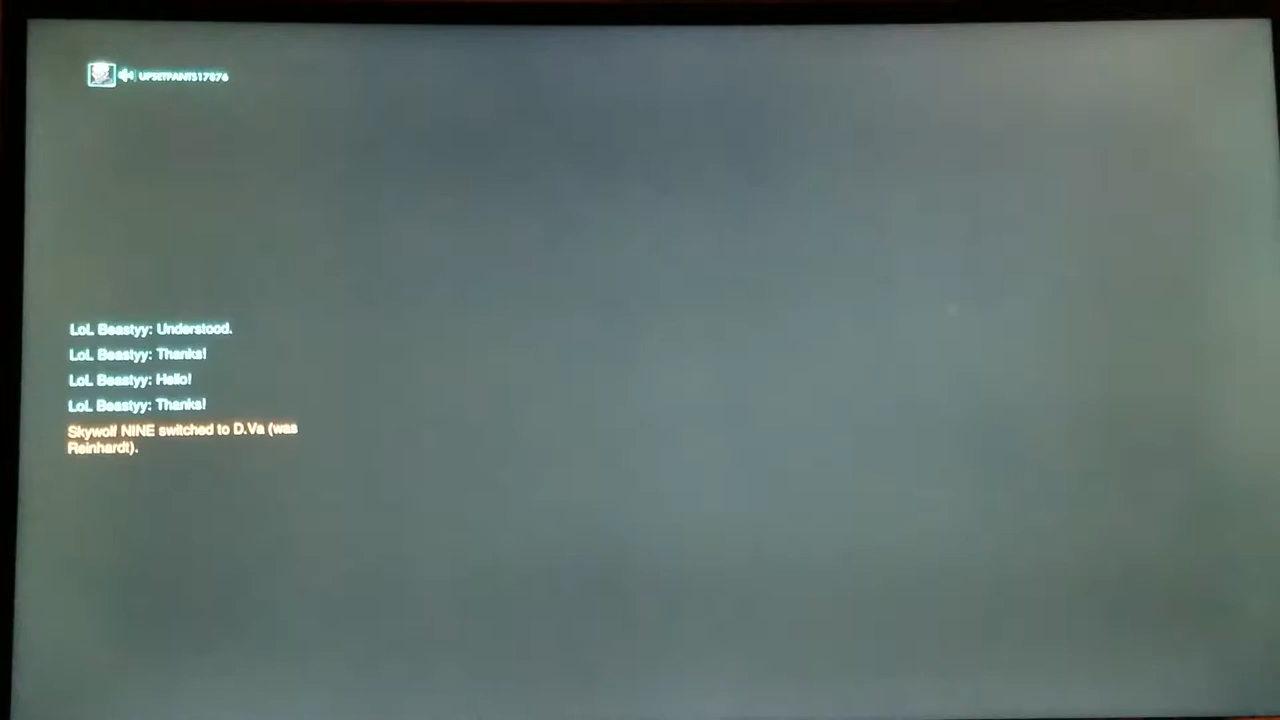 UPSETPANTS17876
LoL Beastyy: Understood.
LoL Beastyy: Thanks!
LoL Beastyy: Hello!
LoL Beastyy: Thanks!
Skywolf NINE switched to D.Va (was
Reinhardt).